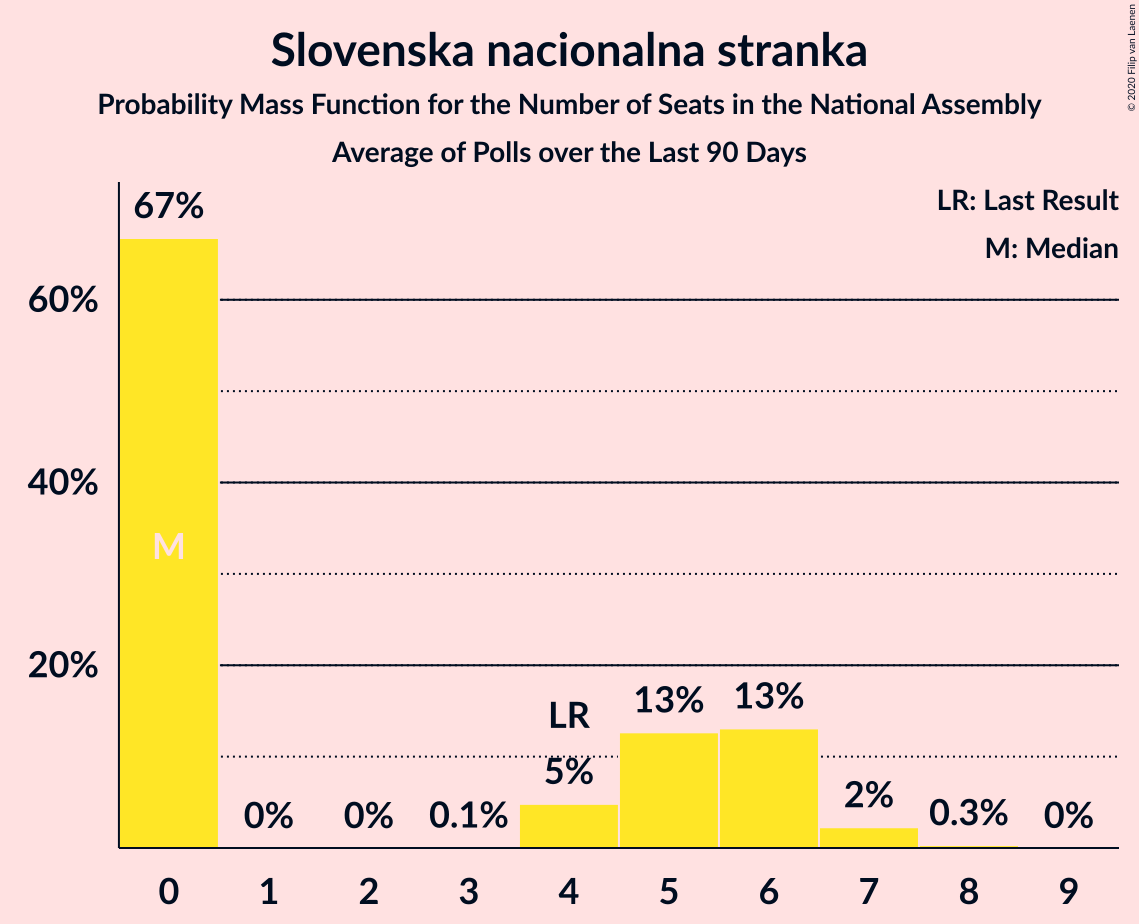 Slovenska nacionalna stranka
Probability Mass Function for the Number of Seats in the National Assembly
Average of Polls over the Last 90 Days
© 2020 Filip van Laenen
LR: Last Result
M: Median
67%
60%
40%
20%
M
LR
0%
0%
0.1%
5%
13%
13%
2%
0.3%
0%
0 1 2 3 4 5 6 7 8 9